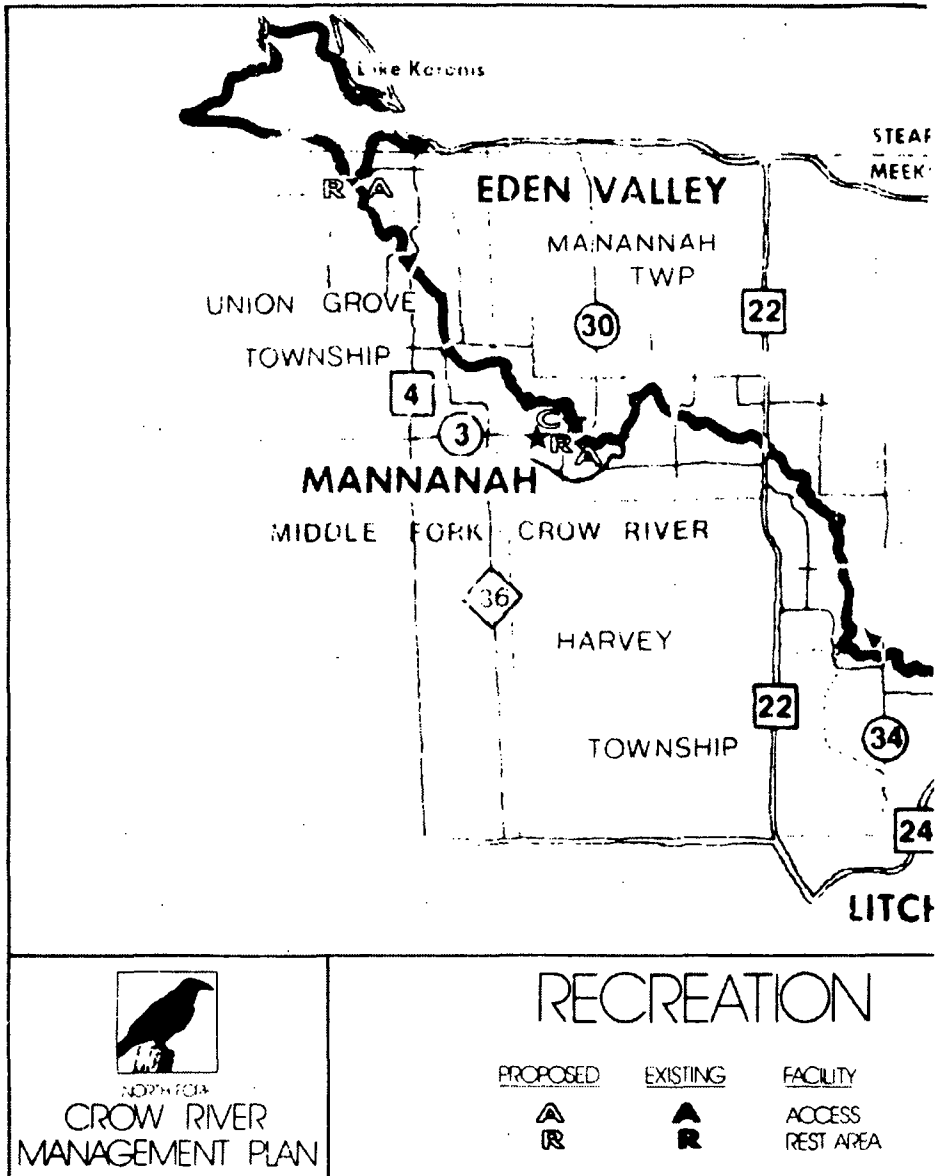 Lake Koronis
STEAR
MEEK
R A
EDEN VALLEY
MANANNAH
TWP
UNION GROVE
TOWNSHIP
30
22
4
3
C
R
A
MANNANAH
MIDDLE FORK CROW RIVER
36
HARVEY
TOWNSHIP
22
34
24
LITCH
NORTH FORK
CROW RIVER
MANAGEMENT PLAN
RECREATION
PROPOSED EXISTING FACILITY
A A ACCESS
R R REST AREA